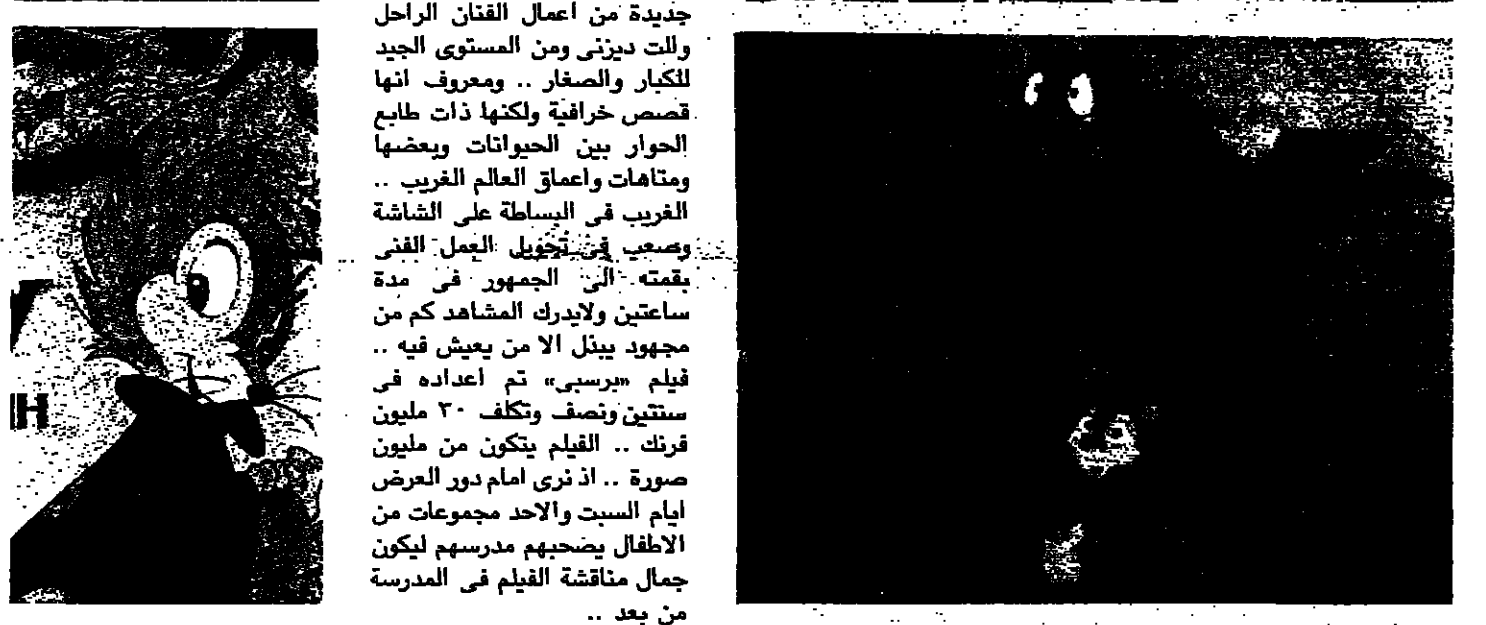 جديدة من أعمال الفنان الراحل
وللت ديزنى ومن المستوى الجيد
للكبار والصغار .. ومعروف انها
قصص خرافية ولكنها ذات طابع
الحوار بين الحيوانات وبعضها
ومتاهات واعماق العالم الغريب ..
الغريب فى البساطة على الشاشة
وصعب فى تحويل العمل الفنى
بقمته الى الجمهور فى مدة
ساعتين ولايدرك المشاهد كم من
مجهود يبذل الا من يعيش فيه ..
فيلم «برسبى» تم اعداده فى
سنتين ونصف وتكلف ٣٠ مليون
فرنك .. الفيلم يتكون من مليون
صورة .. اذ نرى امام دور العرض
ايام السبت والاحد مجموعات من
الاطفال يضحبهم مدرسهم ليكون
جمال مناقشة الفيلم فى المدرسة
من بعد ..
H